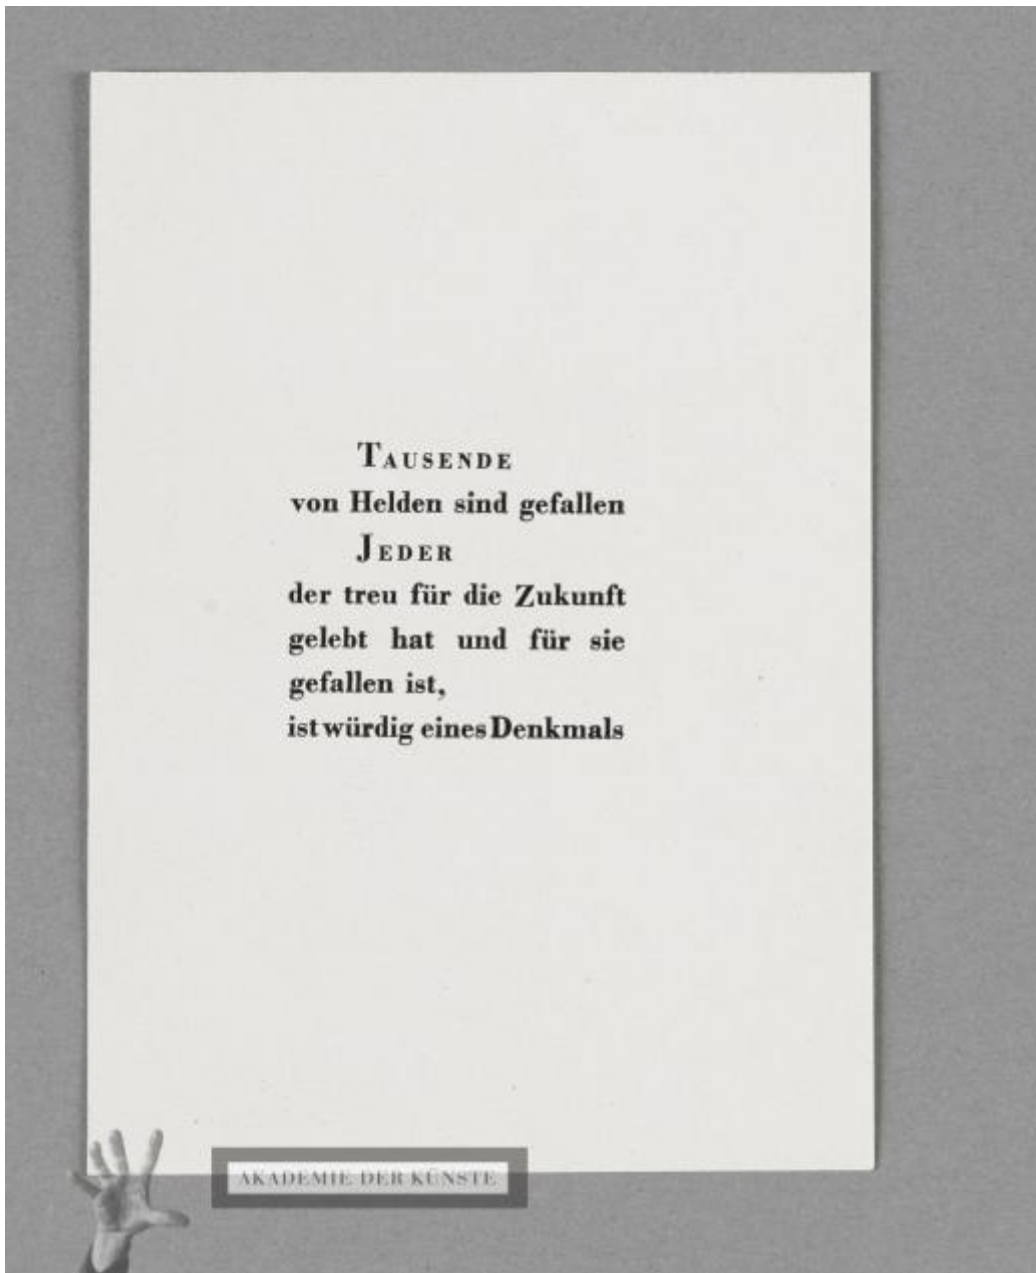 TAUSENDE
von Helden sind gefallen
JEDER
der treu für die Zukunft
gelebt hat und für sie
gefallen ist,
ist würdig eines Denkmals
AKADEMIE DER KÜNSTE